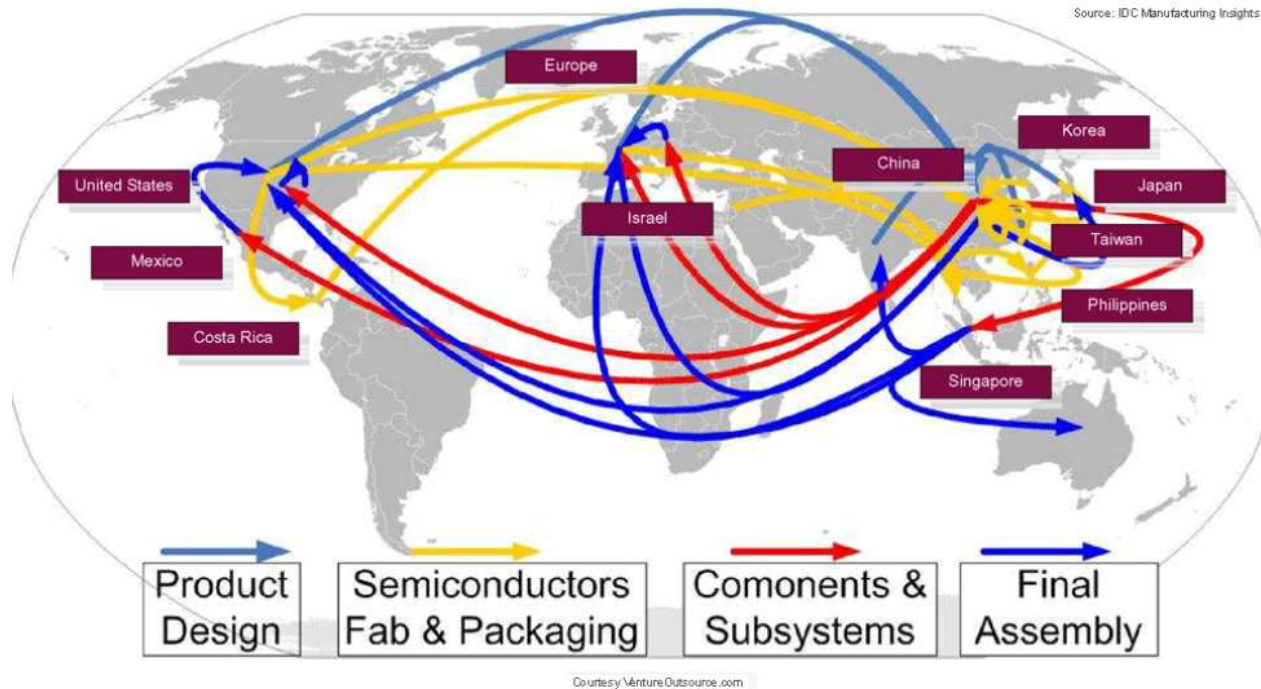 Source: IDC Manufacturing Insights
Europe
Korea
China
United States
Japan
Israel
Taiwan
Mexico
Philippines
Costa Rica
Singapore
Product
Design
Semiconductors
Fab & Packaging
Comonents &
Subsystems
Final
Assembly
Courtesy VentureOutsource.com